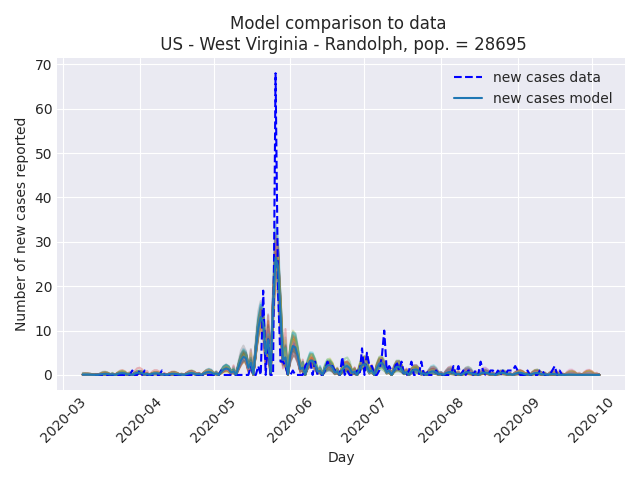 Model comparison to data
US - West Virginia - Randolph, pop. = 28695
Number of new cases reported
70
60
50
40
30
20
10
0
new cases data
new cases model
2020-03
2020-04
2020-05
2020-06
2020-07
2020-08
2020-09
2020-10
Day